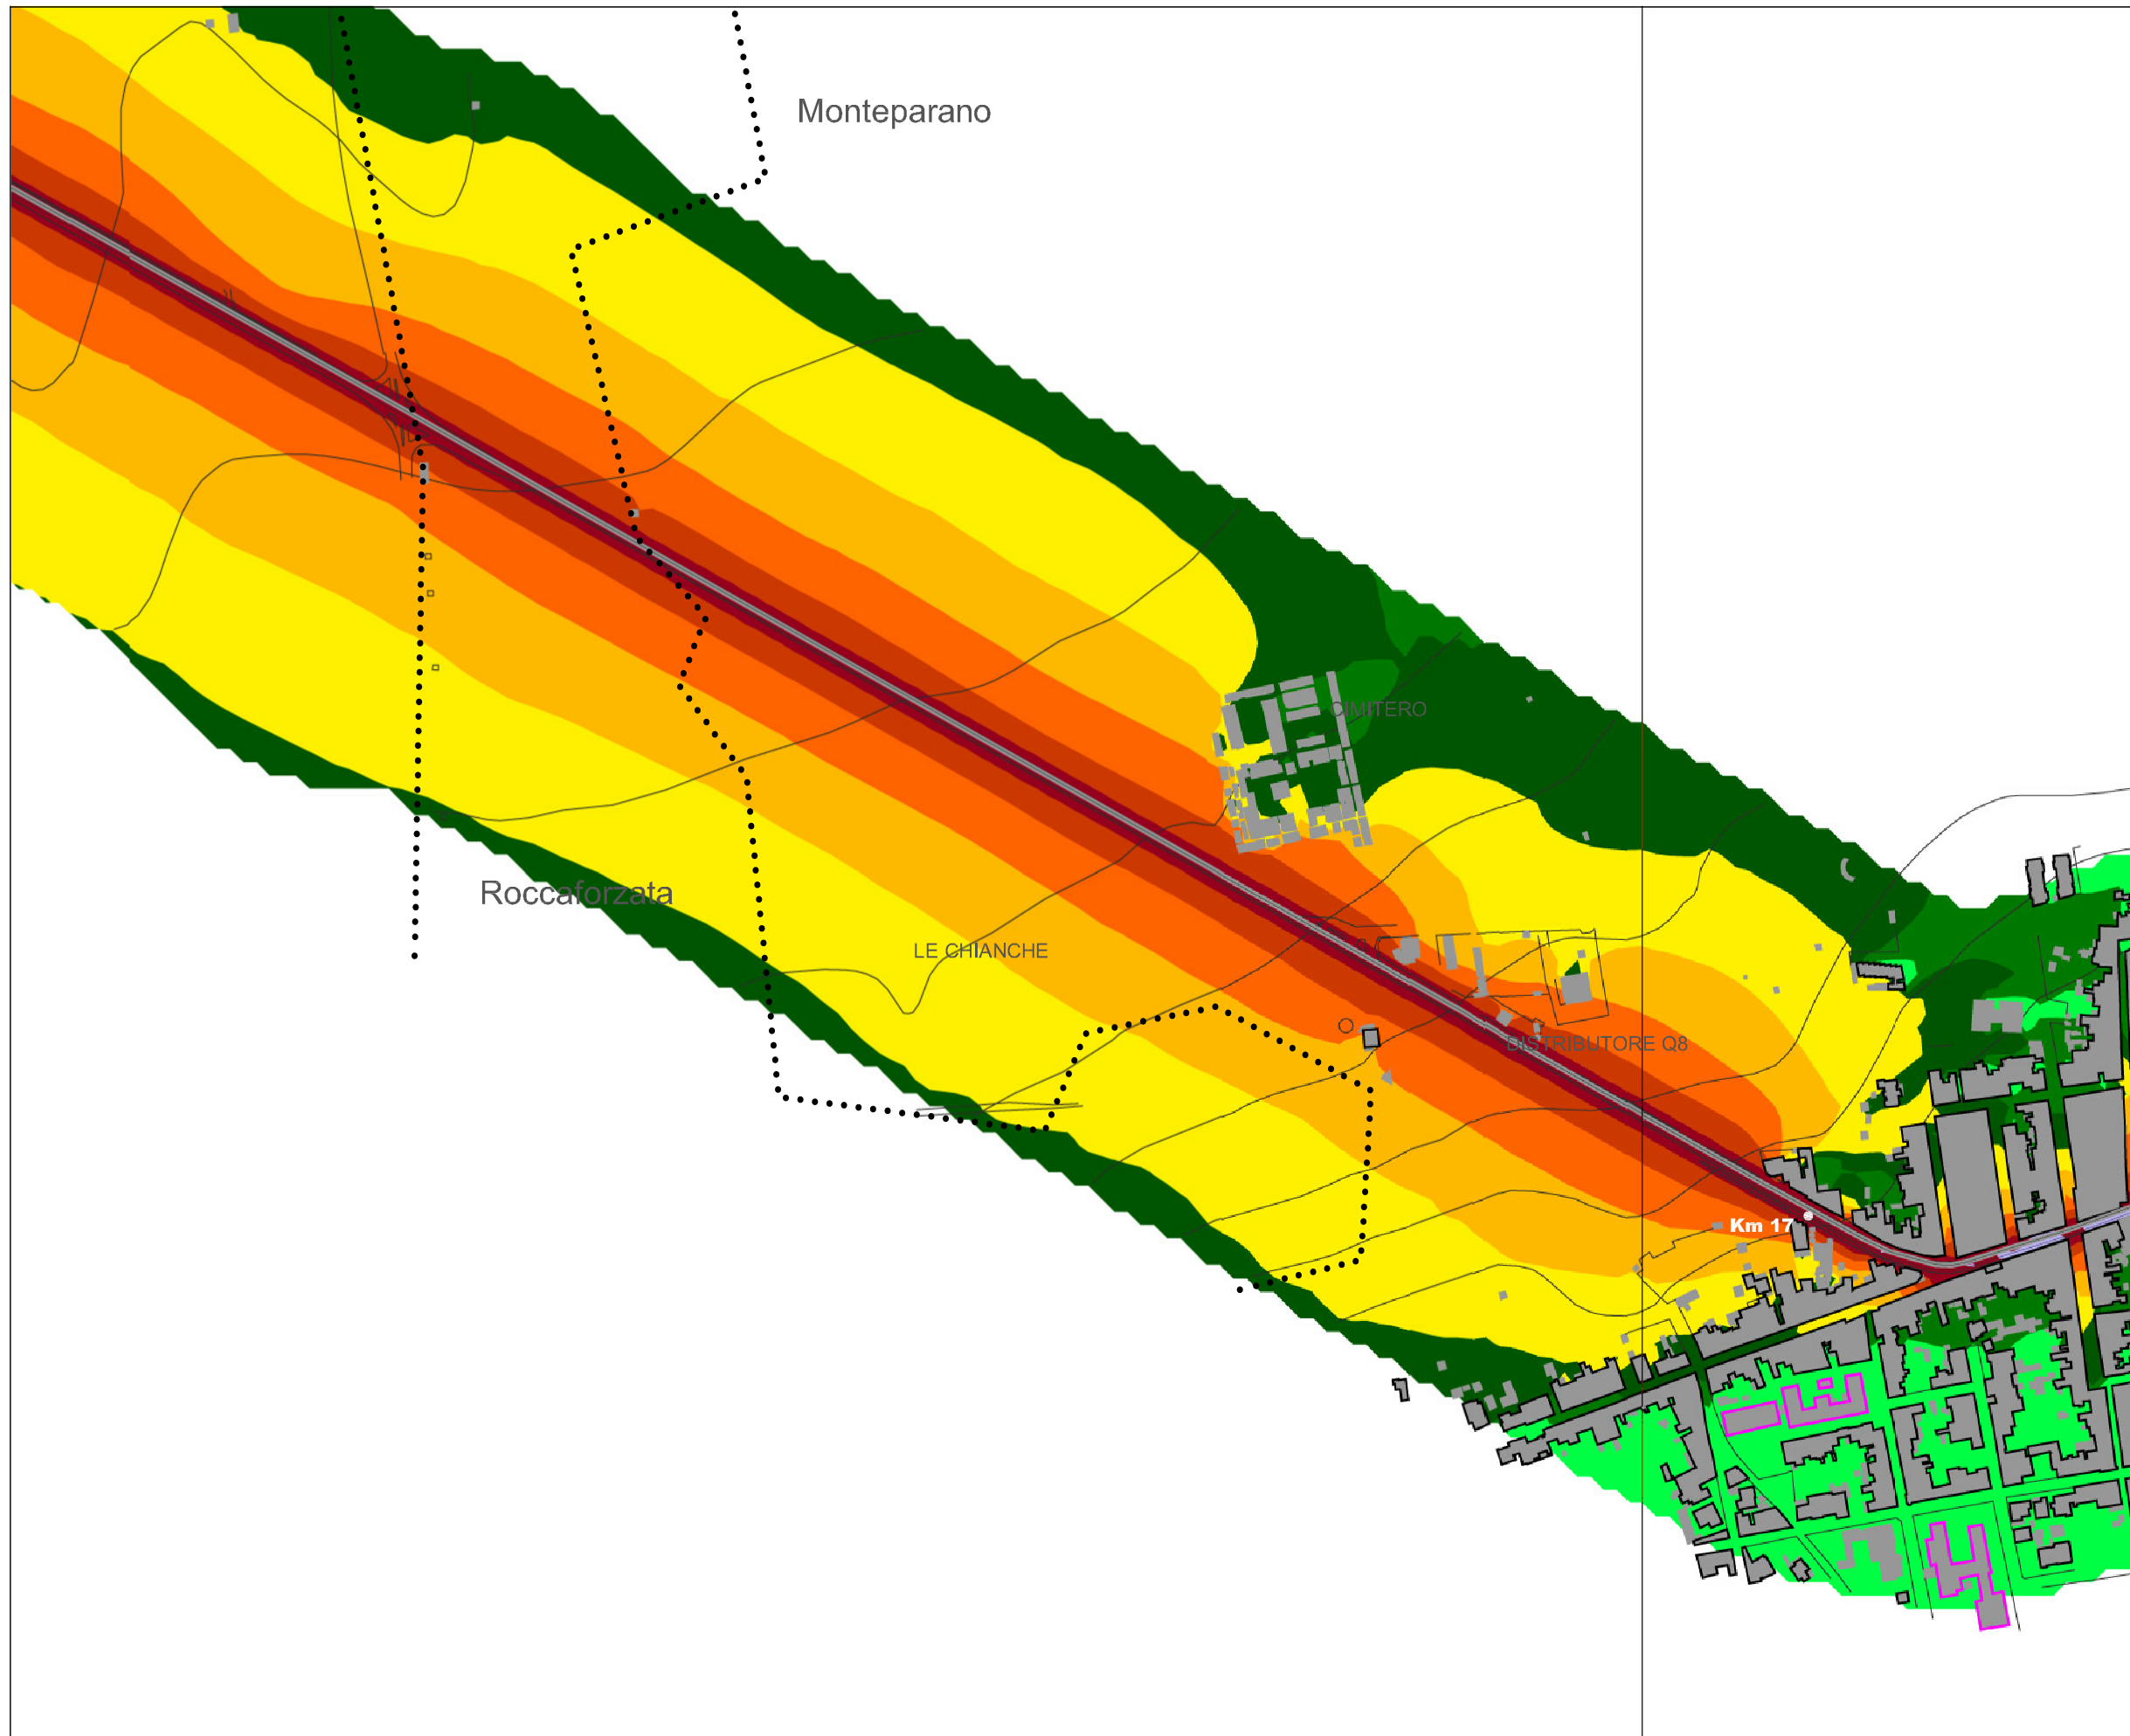 Monteparano
CIMITERO
Roccaforzata
LE CHIANCHE
DISTRIBUTORE Q8
Km 17